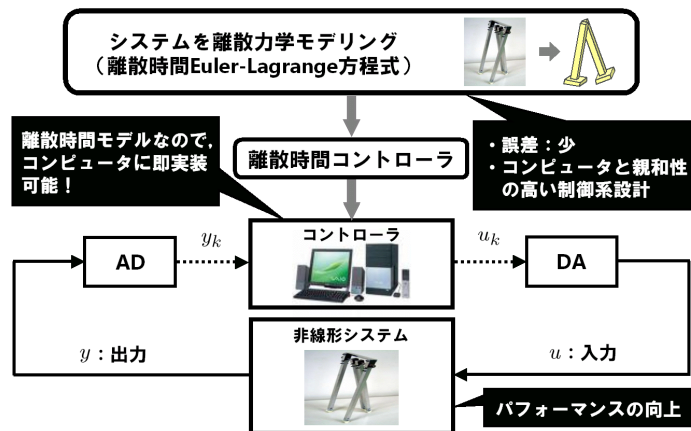 システムを離散力学モデリング
（離散時間Euler-Lagrange方程式）
離散時間モデルなので,
コンピュータに即実装
可能！
離散時間コントローラ
・誤差：少
・コンピュータと親和性
の高い制御系設計
コントローラ
AD
y_k
u_k
DA
VAIO
非線形システム
y：出力
u：入力
パフォーマンスの向上